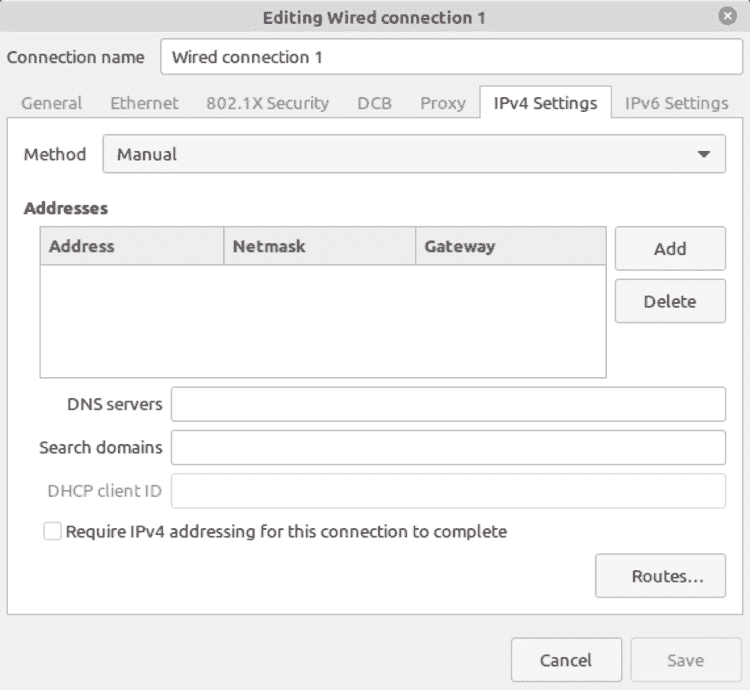 Editing Wired connection 1
Connection name Wired connection 1
General Ethernet 802.1X Security DCB Proxy IPv4 Settings IPv6 Settings
Method Manual
Addresses
Address Netmask Gateway Add
Delete
DNS servers
Search domains
DHCP client ID
Require IPv4 addressing for this connection to complete
Routes...
Cancel Save